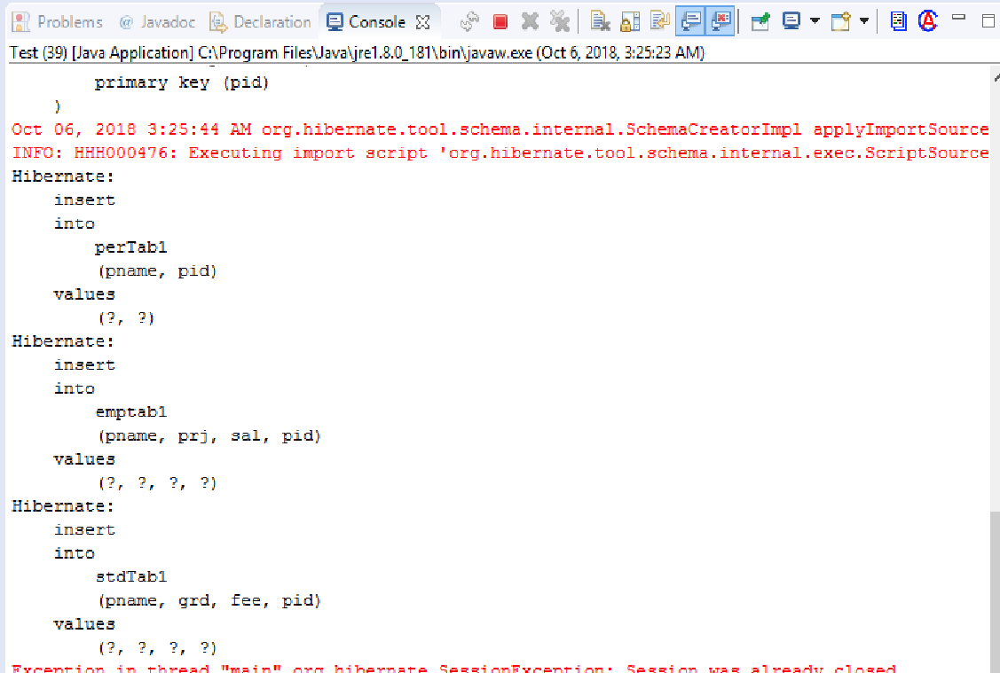 Problems @ Javadoc Declaration Console
Test (39) [Java Application] C:\Program Files\Java\jre1.8.0_181\bin\javaw.exe (Oct 6, 2018, 3:25:23 AM)
primary key (pid)
)
Oct 06, 2018 3:25:44 AM org.hibernate.tool.schema.internal.SchemaCreatorImpl applyImportSource
INFO: HHH000476: Executing import script 'org.hibernate.tool.schema.internal.exec.ScriptSource
Hibernate:
insert
into
perTab1
(pname, pid)
values
(?, ?)
Hibernate:
insert
into
emptab1
(pname, prj, sal, pid)
values
(?, ?, ?, ?)
Hibernate:
insert
into
stdTab1
(pname, grd, fee, pid)
values
(?, ?, ?, ?)
Exception in thread "main" org.hibernate.SessionException: Session was already closed